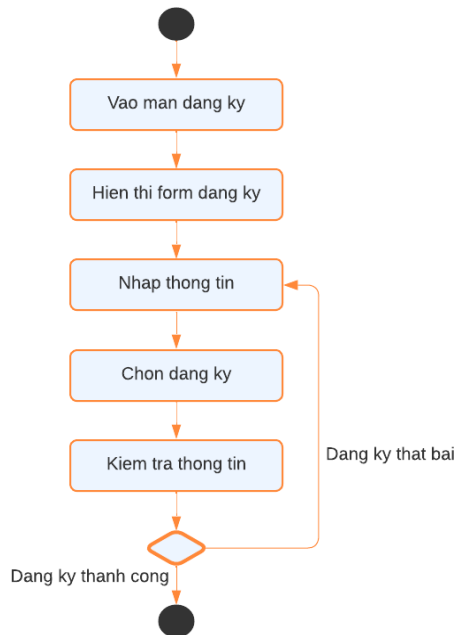 Vao man dang ky
Hien thi form dang ky
Nhap thong tin
Chon dang ky
Kiem tra thong tin
Dang ky that bai
Dang ky thanh cong